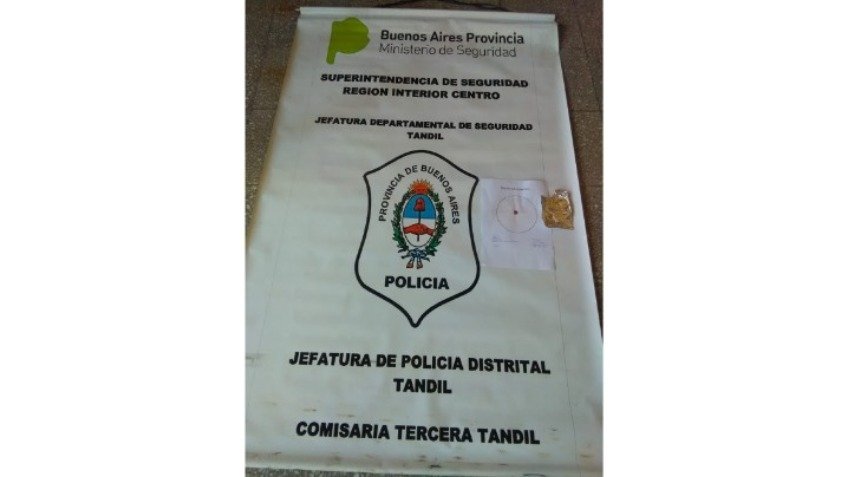 Buenos Aires Provincia
Ministerio de Seguridad
SUPERINTENDENCIA DE SEGURIDAD
REGION INTERIOR CENTRO
JEFATURA DEPARTAMENTAL DE SEGURIDAD
TANDIL
PROVINCIA DE BUENOS AIRES
POLICIA
JEFATURA DE POLICIA DISTRITAL
TANDIL
COMISARIA TERCERA TANDIL